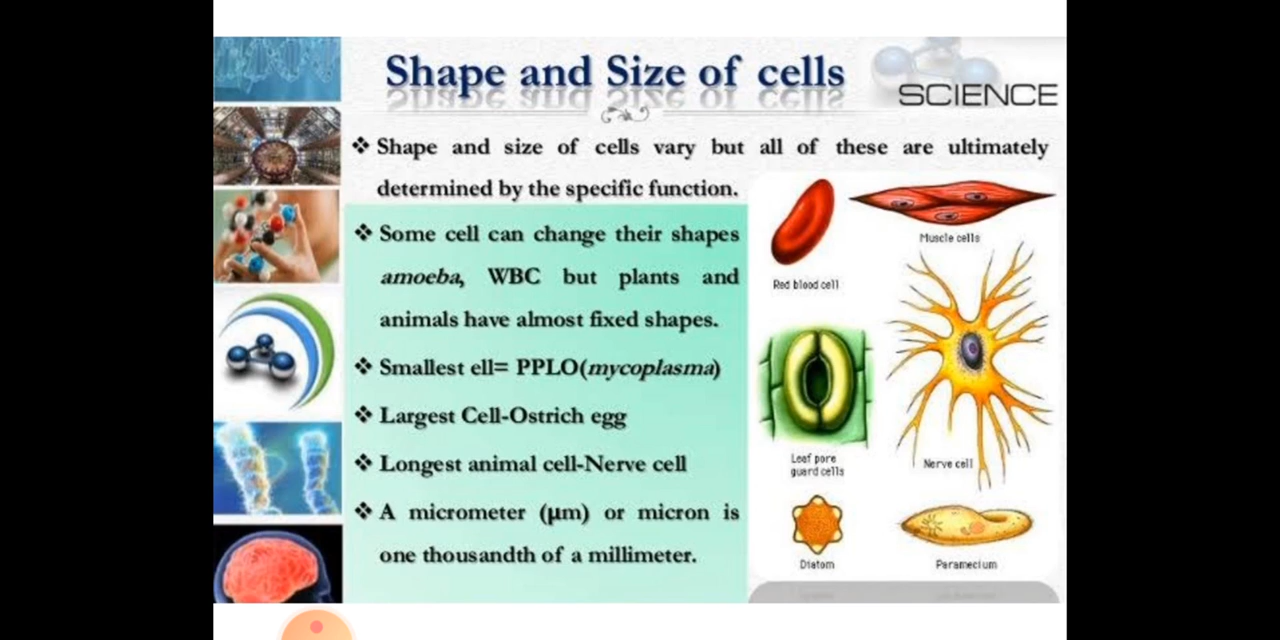 Shape and Size of cells
SCIENCE
❖ Shape and size of cells vary but all of these are ultimately
determined by the specific function.
❖ Some cell can change their shapes
amoeba, WBC but plants and
animals have almost fixed shapes.
❖ Smallest ell= PPLO(mycoplasma)
❖ Largest Cell-Ostrich egg
❖ Longest animal cell-Nerve cell
❖ A micrometer (μm) or micron is
one thousandth of a millimeter.
Red blood cell
Muscle cells
Leaf pore
guard cells
Nerve cell
Diatom
Paramecium